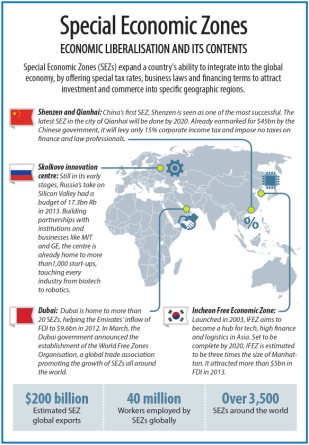 Special Economic Zones
ECONOMIC LIBERALISATION AND ITS CONTENTS
Special Economic Zones (SEZs) expand a country's ability to integrate into the global
economy, by offering special tax rates, business laws and financing terms to attract
investment and commerce into specific geographic regions.
Shenzen and Qianhai: China's first SEZ, Shenzen is seen as one of the most successful. The
latest SEZ in the city of Qianhai will be done by 2020. Already earmarked for $45bn by the
Chinese government, it will levy only 15% corporate income tax and impose no taxes on
finance and law professionals.
Skolkovo innovation
centre: Still in its early
stages, Russia's take on
Silicon Valley had a
budget of 17.3bn Rb
in 2013. Building
partnerships with
institutions and
businesses like MIT
and GE, the centre is
already home to more
than1,000 start-ups,
touching every
industry from biotech
to robotics.
%
Dubai: Dubai is home to more than
20 SEZs, helping the Emirates' inflow of
FDI to $9.6bn in 2012. In March, the
Dubai government announced the
establishment of the World Free Zones
Organisation, a global trade association
promoting the growth of SEZs all around
the world.
Incheon Free Economic Zone:
Launched in 2003, IFEZ aims to
become a hub for tech, high finance
and logistics in Asia. Set to be
complete by 2020, IFEZ is estimated
to be three times the size of Manhat-
tan. It attracted more than $5bn in
FDI in 2013.
$200 billion
Estimated SEZ
global exports
40 million
Workers employed by
SEZs globally
Over 3,500
SEZs around the world